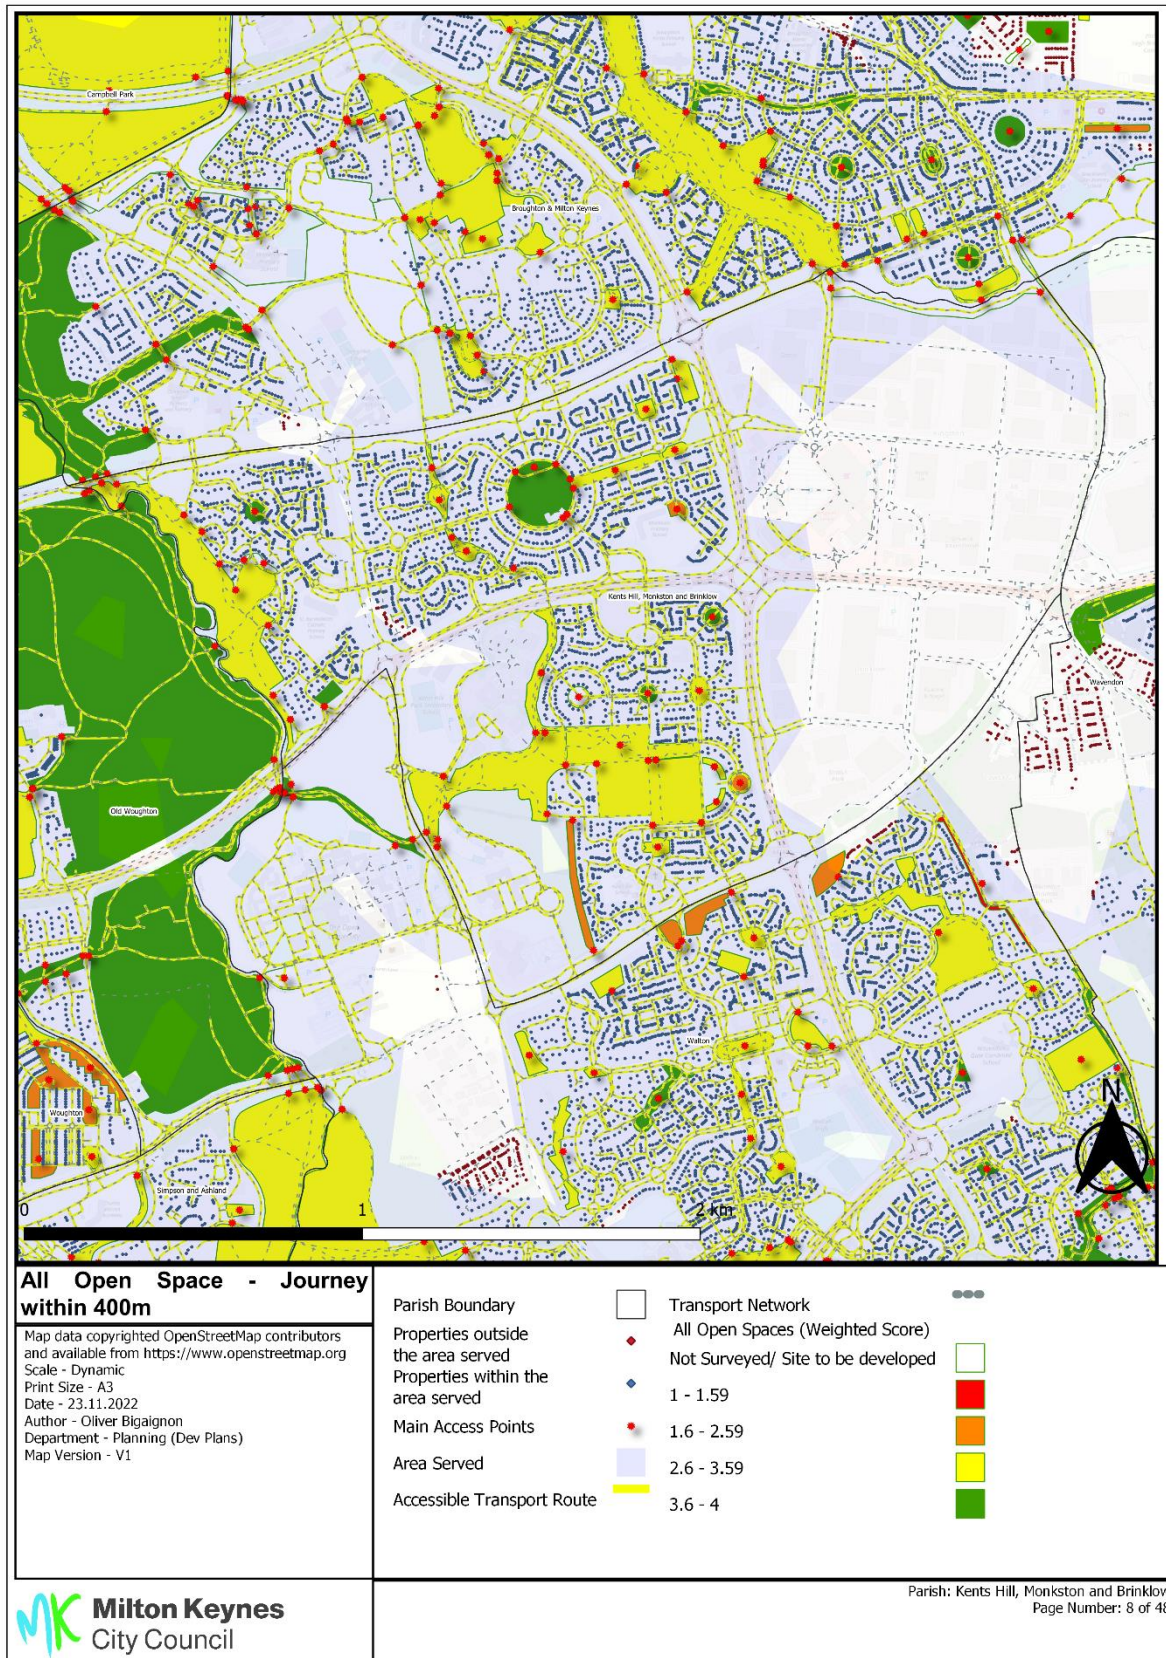 Campbell Park
Broughton & Milton Keynes
Kents Hill, Monkston and Brinklow
Wavendon
Old Woughton
Walton
Woughton
Simpson and Ashland
N
0
1
2 km
All Open Space - Journey
within 400m
Map data copyrighted OpenStreetMap contributors
and available from https://www.openstreetmap.org
Scale - Dynamic
Print Size - A3
Date - 23.11.2022
Author - Oliver Bigaignon
Department - Planning (Dev Plans)
Map Version - V1
Parish Boundary
Properties outside
the area served
Properties within the
area served
Main Access Points
Area Served
Accessible Transport Route
Transport Network
All Open Spaces (Weighted Score)
Not Surveyed/ Site to be developed
1 - 1.59
1.6 - 2.59
2.6 - 3.59
3.6 - 4
MK Milton Keynes
City Council
Parish: Kents Hill, Monkston and Brinklow
Page Number: 8 of 48